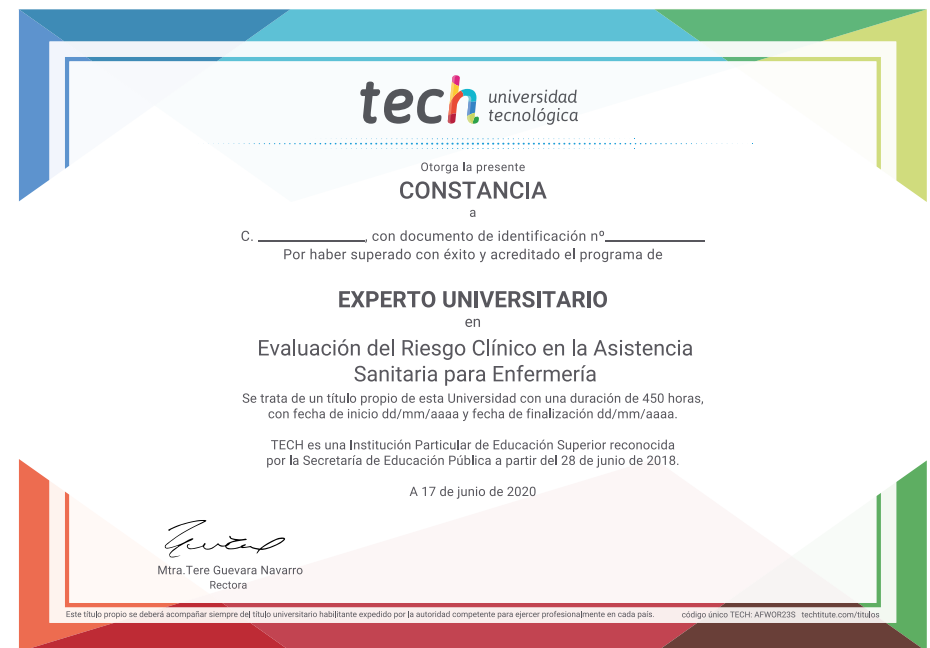 tech universidad
tecnológica
Otorga la presente
CONSTANCIA
a
C. ____________, con documento de identificación nº____________
Por haber superado con éxito y acreditado el programa de
EXPERTO UNIVERSITARIO
en
Evaluación del Riesgo Clínico en la Asistencia
Sanitaria para Enfermería
Se trata de un título propio de esta Universidad con una duración de 450 horas,
con fecha de inicio dd/mm/aaaa y fecha de finalización dd/mm/aaaa.
TECH es una Institución Particular de Educación Superior reconocida
por la Secretaría de Educación Pública a partir del 28 de junio de 2018.
A 17 de junio de 2020
Mtra.Tere Guevara Navarro
Rectora
Este título propio se deberá acompañar siempre del título universitario habilitante expedido por la autoridad competente para ejercer profesionalmente en cada país. código único TECH: AFWOR23S techtitute.com/titulos